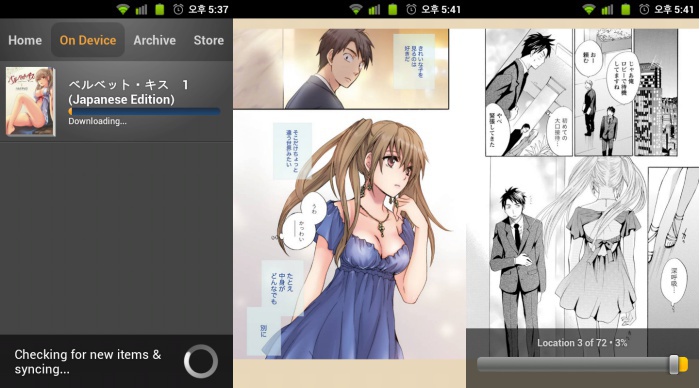 오후 5:37
Home
On Device
Archive
Store
ベルベット・キス 1
(Japanese Edition)
Downloading...
Checking for new items &
syncing...
오후 5:41
きれいな子を
見るのは
好きだ
そこだけちょっと
違う世界みたい
うわ
かっわいー
たとえ
中身が
どんなでも
別に
오후 5:41
じゃあ俺
ロビーで待機
してますね
おー
頼む
初めての
大口接待…
やべ
緊張してきた
深呼吸…
Location 3 of 72 • 3%